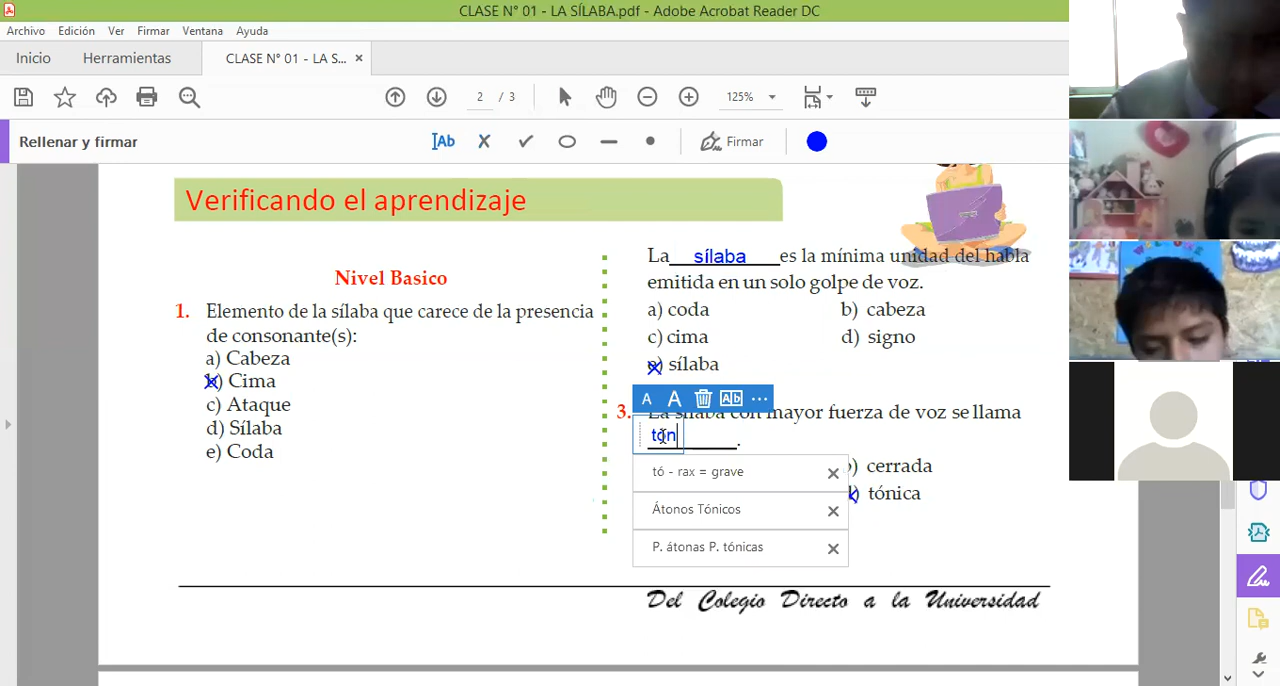 CLASE N° 01 - LA SÍLABA.pdf - Adobe Acrobat Reader DC
Archivo Edición Ver Firmar Ventana Ayuda
Inicio Herramientas CLASE N° 01 - LA S... ×
2 / 3 125%
Rellenar y firmar Ab Firmar
Verificando el aprendizaje
Nivel Basico
1. Elemento de la sílaba que carece de la presencia
de consonante(s):
a) Cabeza
b) Cima
c) Ataque
d) Sílaba
e) Coda
La sílaba es la mínima unidad del habla
emitida en un solo golpe de voz.
a) coda b) cabeza
c) cima d) signo
e) sílaba
A A Ab ...
3. La sílaba con mayor fuerza de voz se llama
tón .
tó - rax = grave
b) cerrada
d) tónica
Átonos Tónicos
P. átonas P. tónicas
Del Colegio Directo a la Universidad